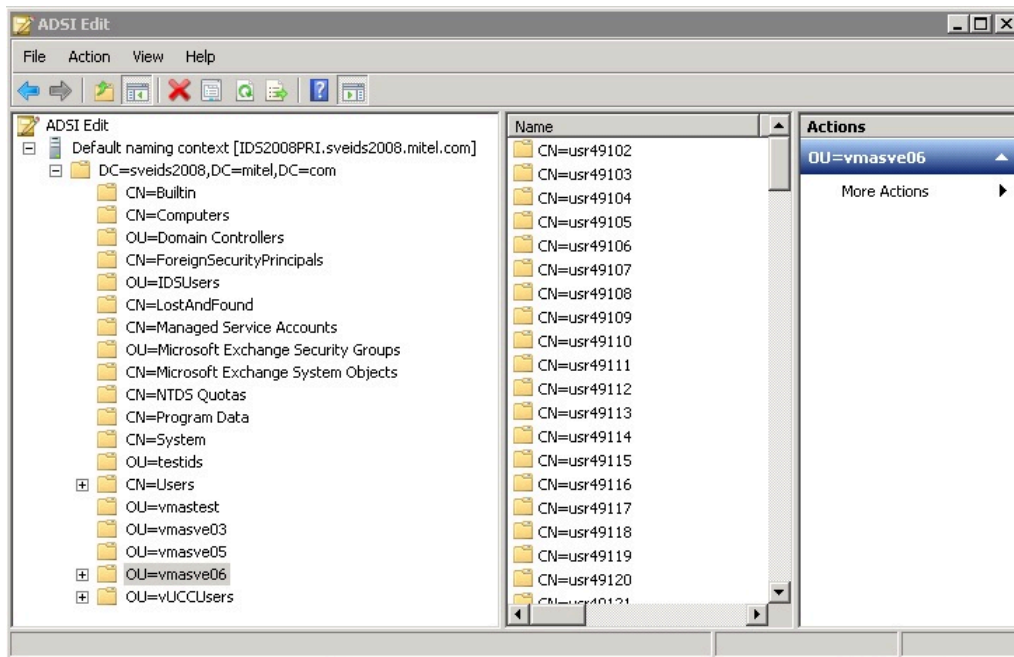 ADSI Edit
File Action View Help
ADSI Edit
Default naming context [IDS2008PRI.sveids2008.mitel.com]
DC=sveids2008,DC=mitel,DC=com
CN=Builtin
CN=Computers
OU=Domain Controllers
CN=ForeignSecurityPrincipals
OU=IDSUsers
CN=LostAndFound
CN=Managed Service Accounts
OU=Microsoft Exchange Security Groups
CN=Microsoft Exchange System Objects
CN=NTDS Quotas
CN=Program Data
CN=System
OU=testids
CN=Users
OU=vmastest
OU=vmasve03
OU=vmasve05
OU=vmasve06
OU=vUCCUsers
Name
CN=usr49102
CN=usr49103
CN=usr49104
CN=usr49105
CN=usr49106
CN=usr49107
CN=usr49108
CN=usr49109
CN=usr49110
CN=usr49111
CN=usr49112
CN=usr49113
CN=usr49114
CN=usr49115
CN=usr49116
CN=usr49117
CN=usr49118
CN=usr49119
CN=usr49120
CN=usr49121
Actions
OU=vmasve06
More Actions